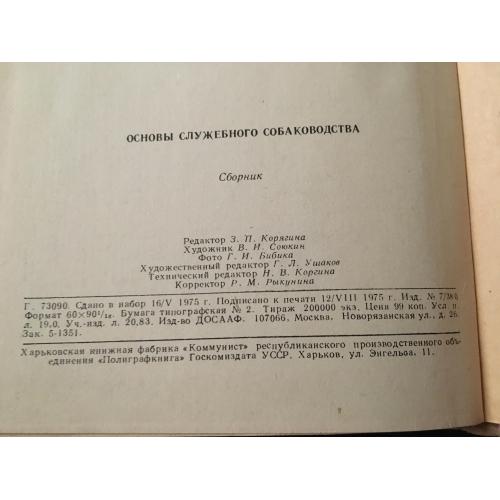 ОСНОВЫ СЛУЖЕБНОГО СОБАКОВОДСТВА
Сборник
Редактор З. П. Корягина
Художник В. И. Союкин
Фото Г. И. Бибика
Художественный редактор Г. Л. Ушаков
Технический редактор Н. В. Коргина
Корректор Р. М. Рыкунина
Г. 73090. Сдано в набор 16/V 1975 г. Подписано к печати 12/VIII 1975 г. Изд. №
Формат 60×90¹/₁₆. Бумага типографская № 2. Тираж 200000 экз. Цена 99 коп. Усл п.
л. 19,0. Уч.-изд. л. 20,83. Изд-во ДОСААФ. 107066, Москва. Новорязанская ул., д. 26.
Зак. 5-1351.
Харьковская книжная фабрика «Коммунист» республиканского производственного объ-
единения «Полиграфкнига» Госкомиздата УССР. Харьков, ул. Энгельса, 11.